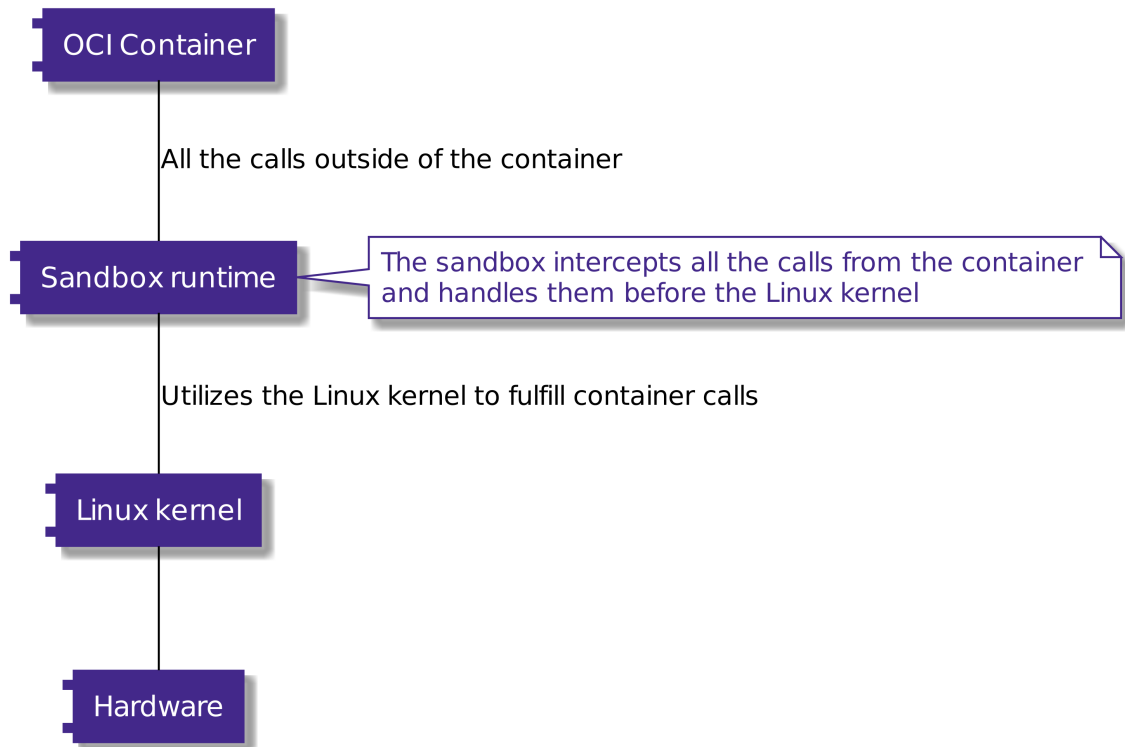 OCI Container
All the calls outside of the container
Sandbox runtime
The sandbox intercepts all the calls from the container
and handles them before the Linux kernel
Utilizes the Linux kernel to fulfill container calls
Linux kernel
Hardware